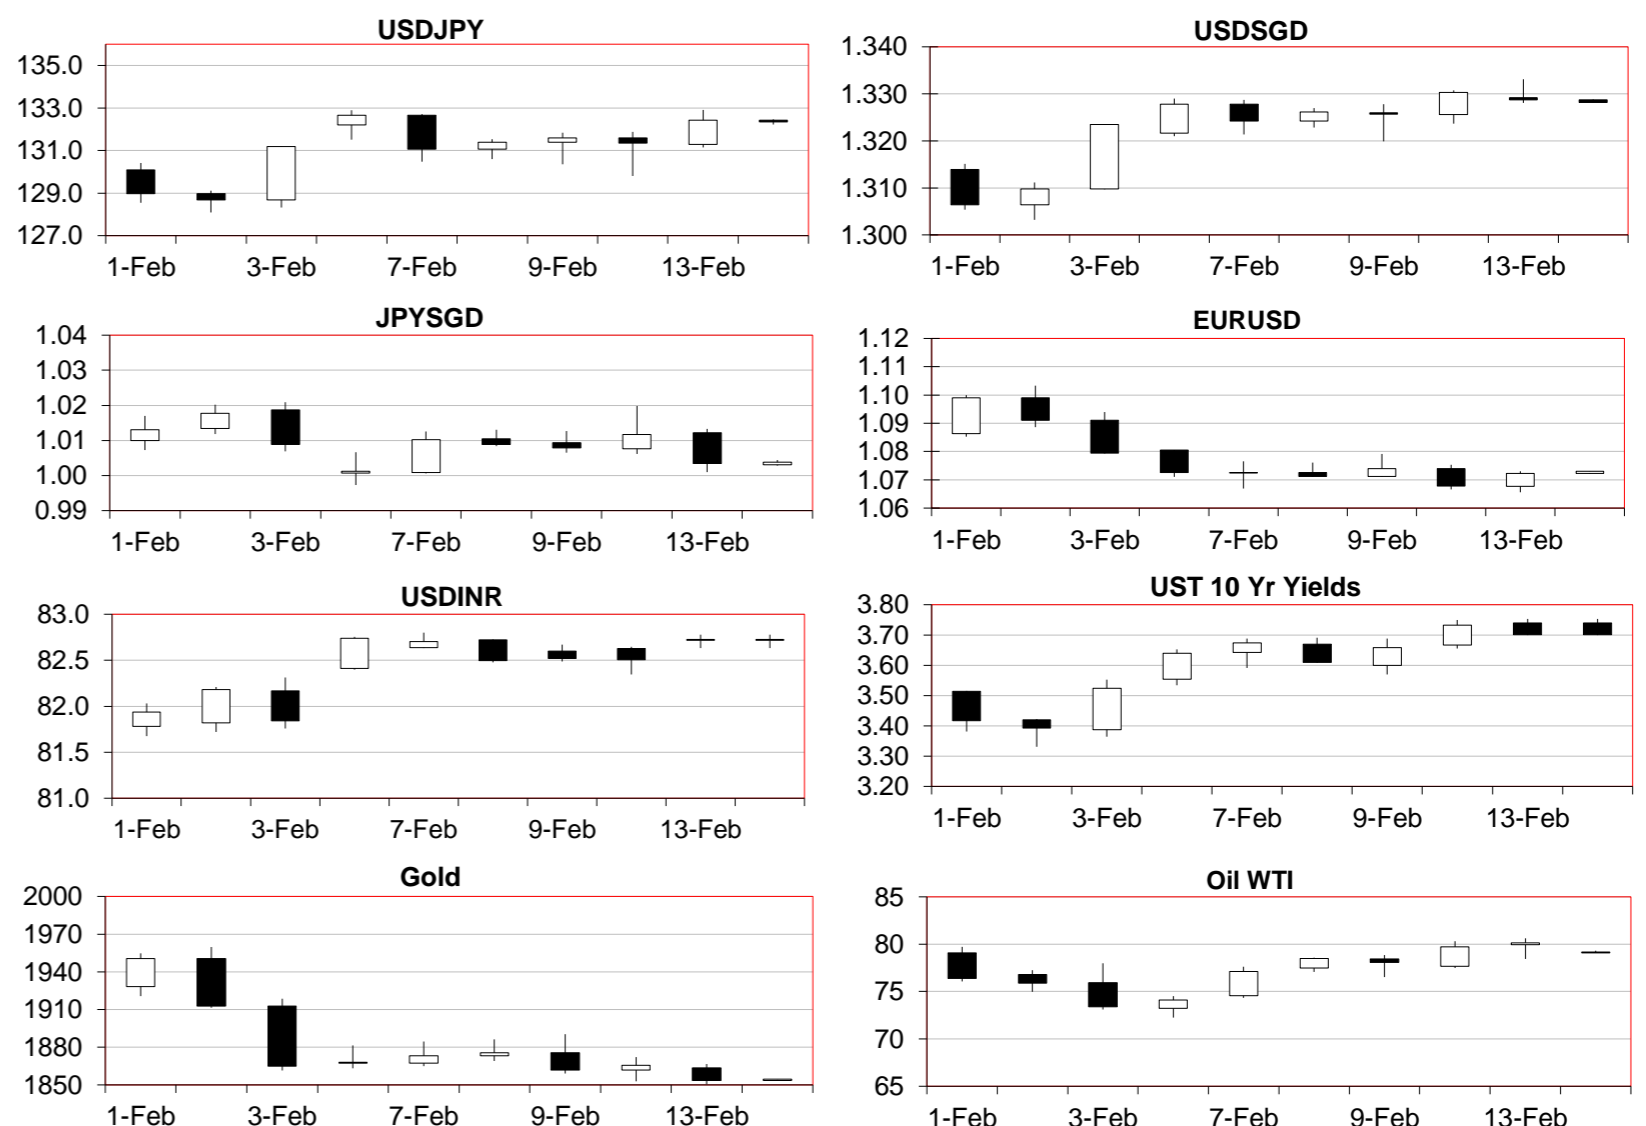 USDJPY
135.0
133.0
131.0
129.0
127.0
1-Feb 3-Feb 7-Feb 9-Feb 13-Feb
USDSGD
1.340
1.330
1.320
1.310
1.300
1-Feb 3-Feb 7-Feb 9-Feb 13-Feb
JPYSGD
1.04
1.03
1.02
1.01
1.00
0.99
1-Feb 3-Feb 7-Feb 9-Feb 13-Feb
EURUSD
1.12
1.11
1.10
1.09
1.08
1.07
1.06
1-Feb 3-Feb 7-Feb 9-Feb 13-Feb
USDINR
83.0
82.5
82.0
81.5
81.0
1-Feb 3-Feb 7-Feb 9-Feb 13-Feb
UST 10 Yr Yields
3.80
3.70
3.60
3.50
3.40
3.30
3.20
1-Feb 3-Feb 7-Feb 9-Feb 13-Feb
Gold
2000
1970
1940
1910
1880
1850
1-Feb 3-Feb 7-Feb 9-Feb 13-Feb
Oil WTI
85
80
75
70
65
1-Feb 3-Feb 7-Feb 9-Feb 13-Feb